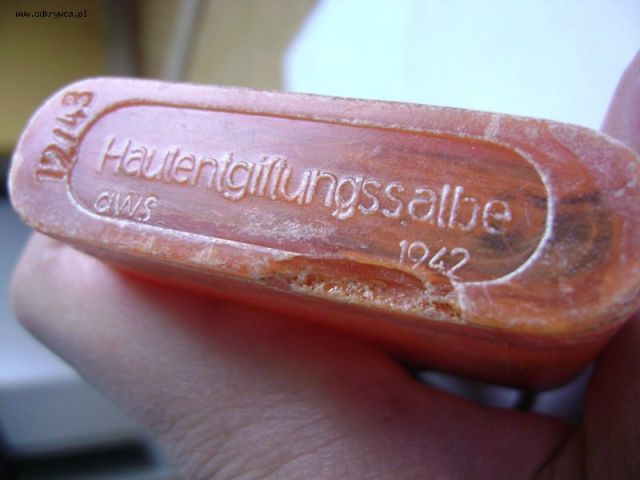 www.odkrywca.pl
12/43
Hautentgiftungssalbe
aws
1942